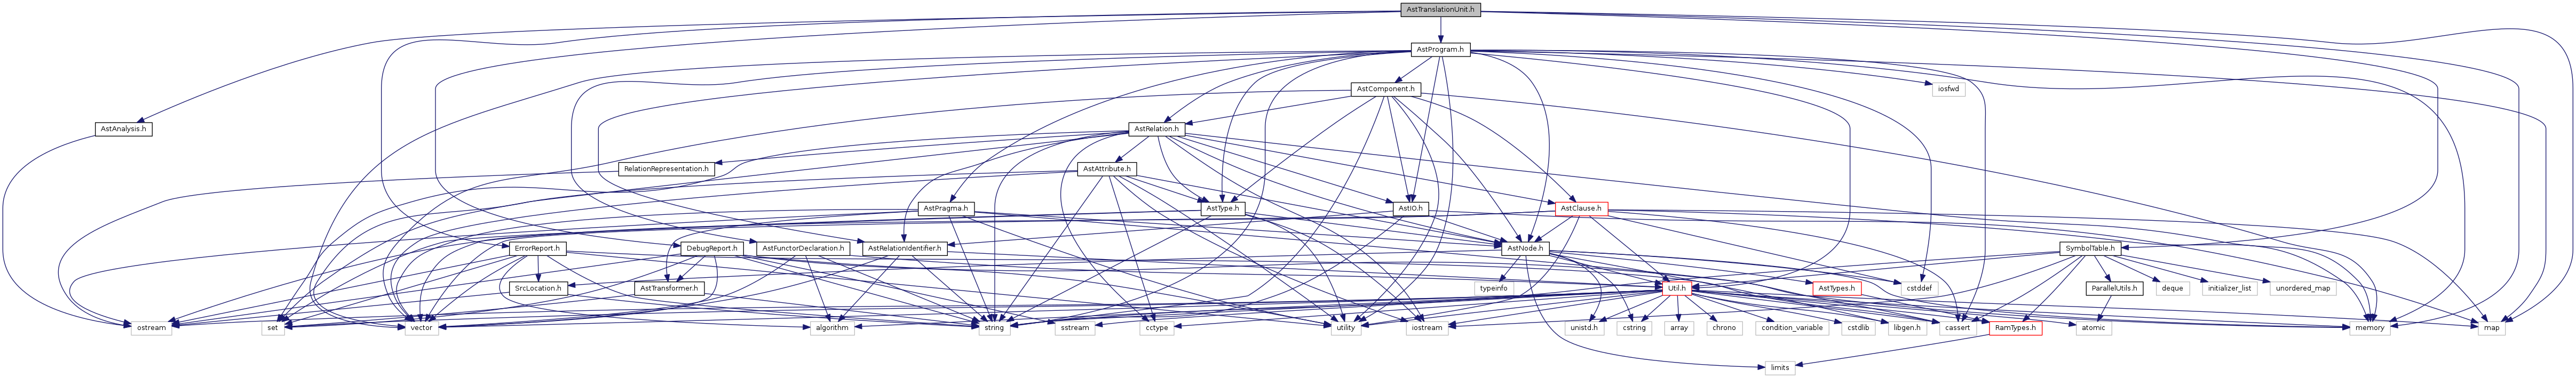 AstTranslationUnit.h
AstProgram.h
AstComponent.h
iosfwd
AstAnalysis.h
AstRelation.h
RelationRepresentation.h
AstAttribute.h
AstPragma.h
AstType.h
AstIO.h
AstClause.h
ErrorReport.h
DebugReport.h
AstFunctorDeclaration.h
AstRelationIdentifier.h
AstNode.h
SymbolTable.h
SrcLocation.h
AstTransformer.h
typeinfo
Util.h
AstTypes.h
cstddef
ParallelUtils.h
deque
initializer_list
unordered_map
ostream
set
vector
algorithm
string
sstream
cctype
utility
iostream
unistd.h
cstring
array
chrono
condition_variable
cstdlib
libgen.h
cassert
RamTypes.h
atomic
memory
map
limits